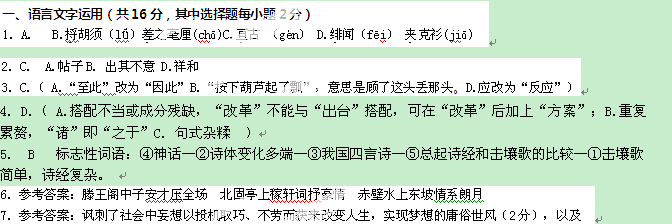 一、语言文字运用（共16分，其中选择题每小题2分）
1. A. B.捋胡须（lǚ）差之毫厘(chā)C.亘古（gèn）D.绯闻（fēi） 夹克衫(jiā)
2. C. A.帖子B. 出其不意 D.祥和
3. C.（ A.“至此”改为“因此”B.“按下葫芦起了瓢”，意思是顾了这头丢那头。D.应改为“反应”）
4. D.（ A.搭配不当或成分残缺，“改革”不能与“出台”搭配，可在“改革”后加上“方案”；B.重复
累赘，“诸”即“之于”C. 句式杂糅 ）
5. B 标志性词语：④神话—②诗体变化多端—③我国四言诗—⑤总起诗经和击壤歌的比较—①击壤歌
简单，诗经复杂。
6. 参考答案：滕王阁中子安才压全场 北固亭上稼轩词抒豪情 赤壁水上东坡情系朗月
7. 参考答案：讽刺了社会中妄想以投机取巧、不劳而获来改变人生，实现梦想的庸俗世风(2分)，以及